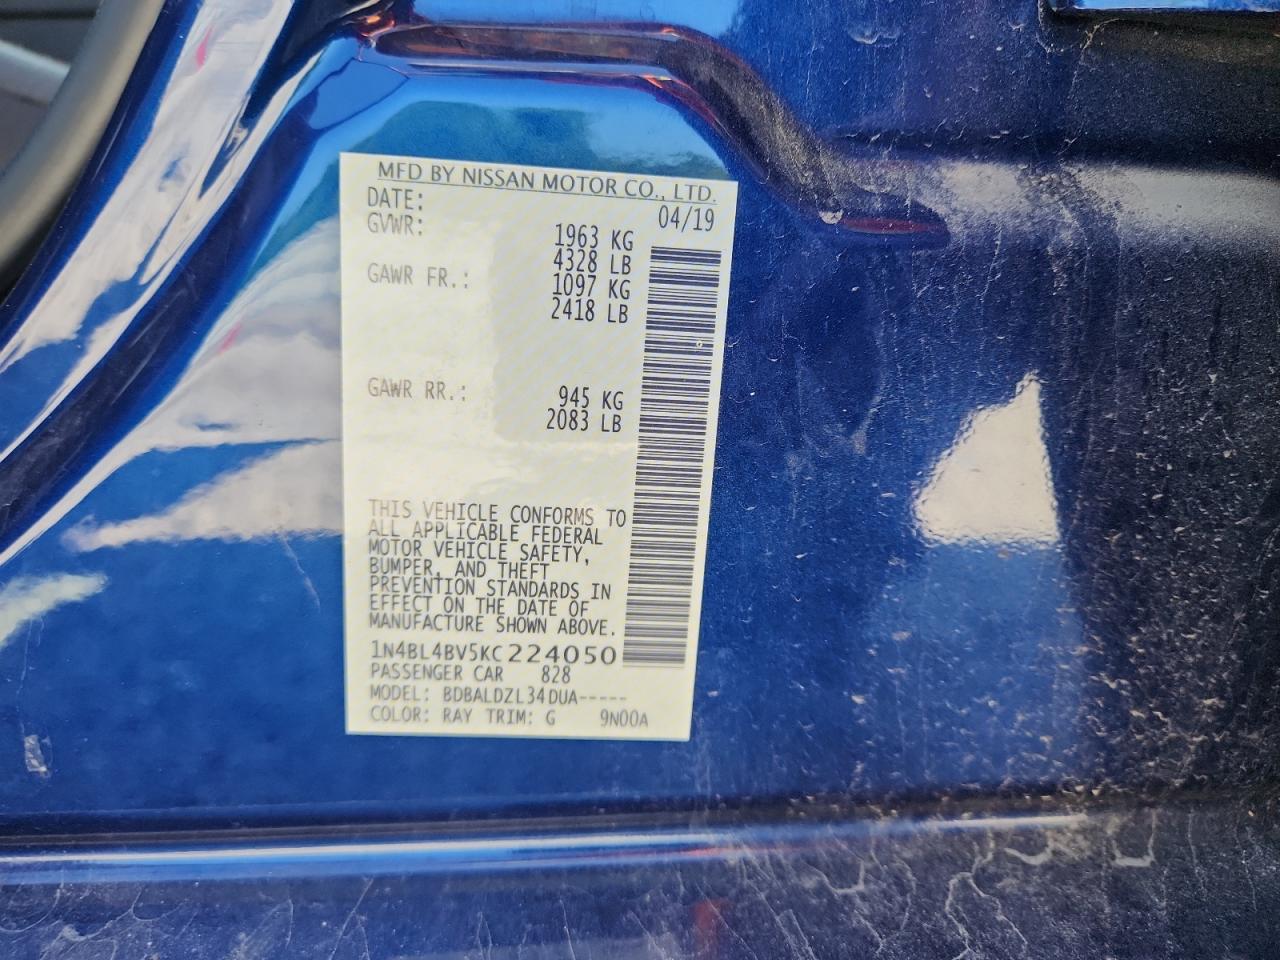 MFD BY NISSAN MOTOR CO., LTD.
DATE: 04/19
GVWR: 1963 KG
4328 LB
GAWR FR.: 1097 KG
2418 LB
GAWR RR.: 945 KG
2083 LB
THIS VEHICLE CONFORMS TO
ALL APPLICABLE FEDERAL
MOTOR VEHICLE SAFETY,
BUMPER, AND THEFT
PREVENTION STANDARDS IN
EFFECT ON THE DATE OF
MANUFACTURE SHOWN ABOVE.
1N4BL4BV5KC224050
PASSENGER CAR 828
MODEL: BDBALDZL34DUA-----
COLOR: RAY TRIM: G 9N00A